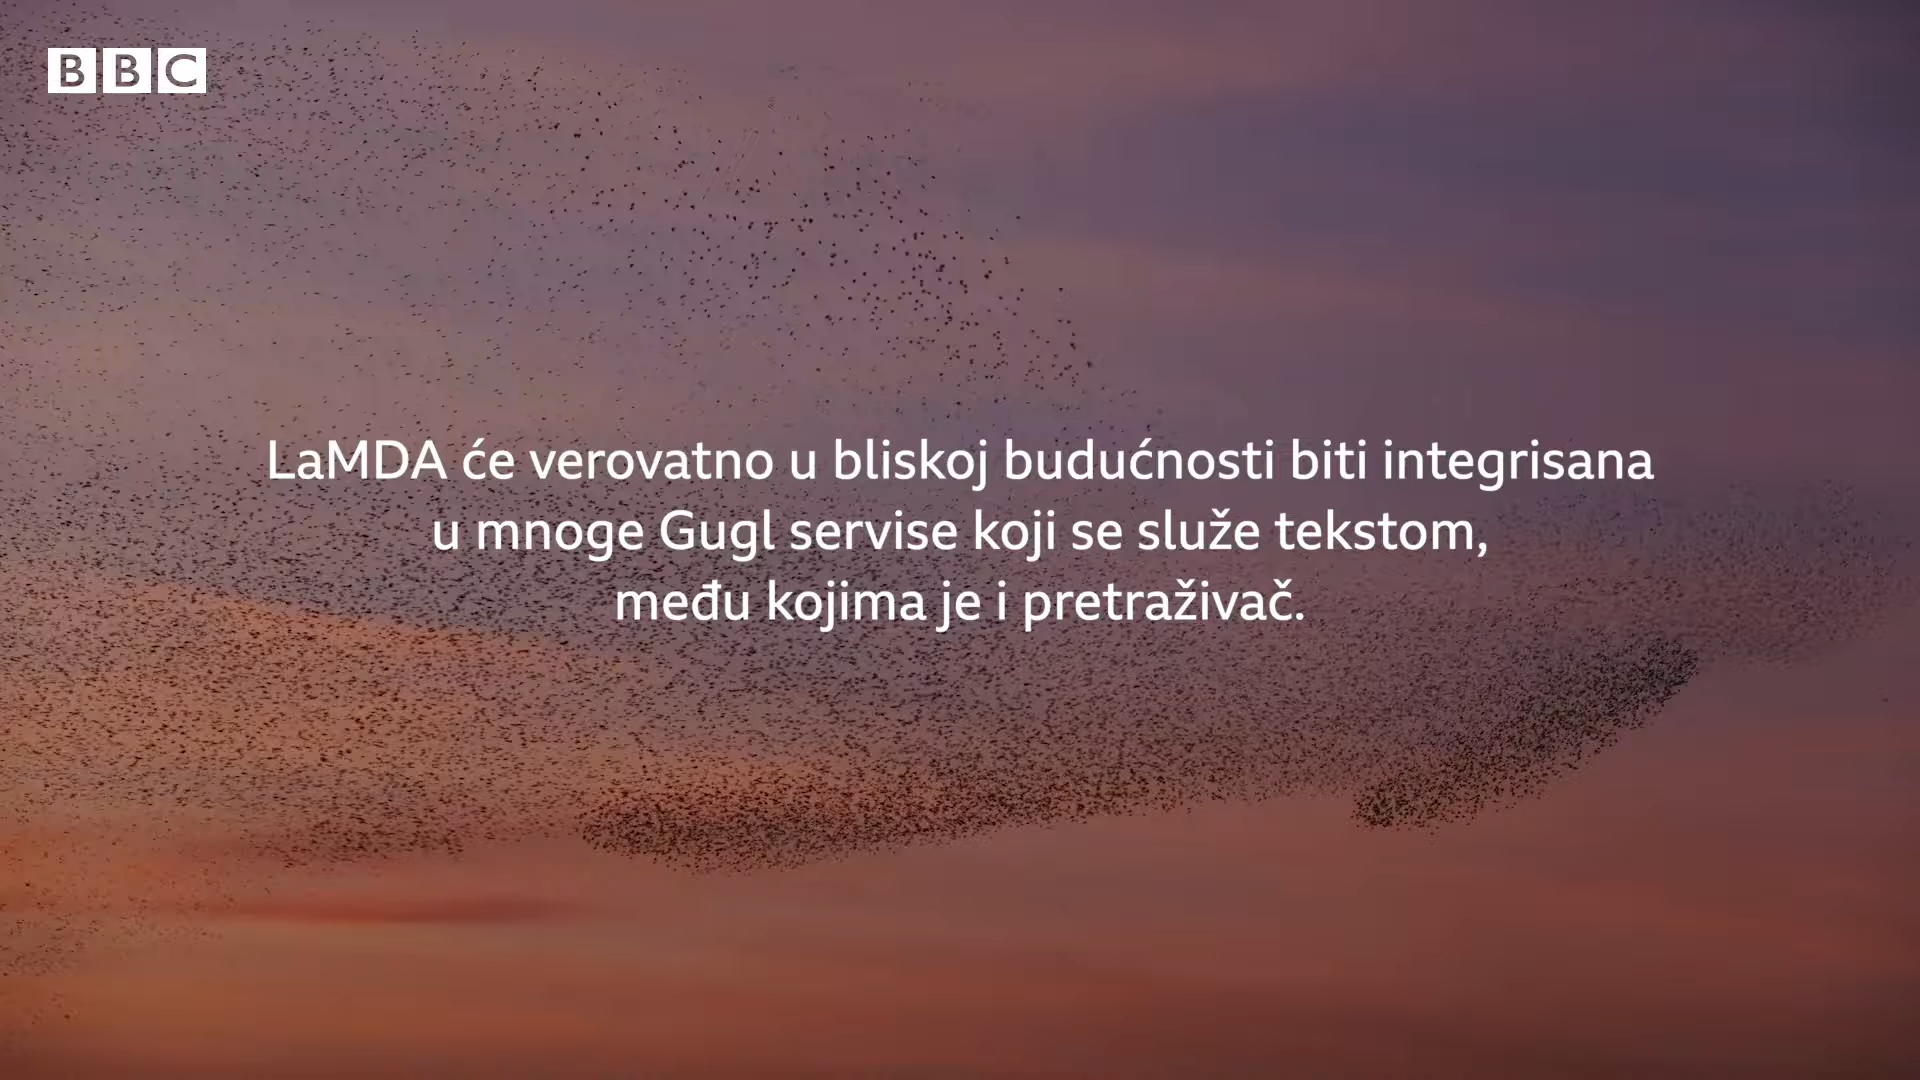 BBC
LaMDA će verovatno u bliskoj budućnosti biti integrisana
u mnoge Gugl servise koji se služe tekstom,
među kojima je i pretraživač.